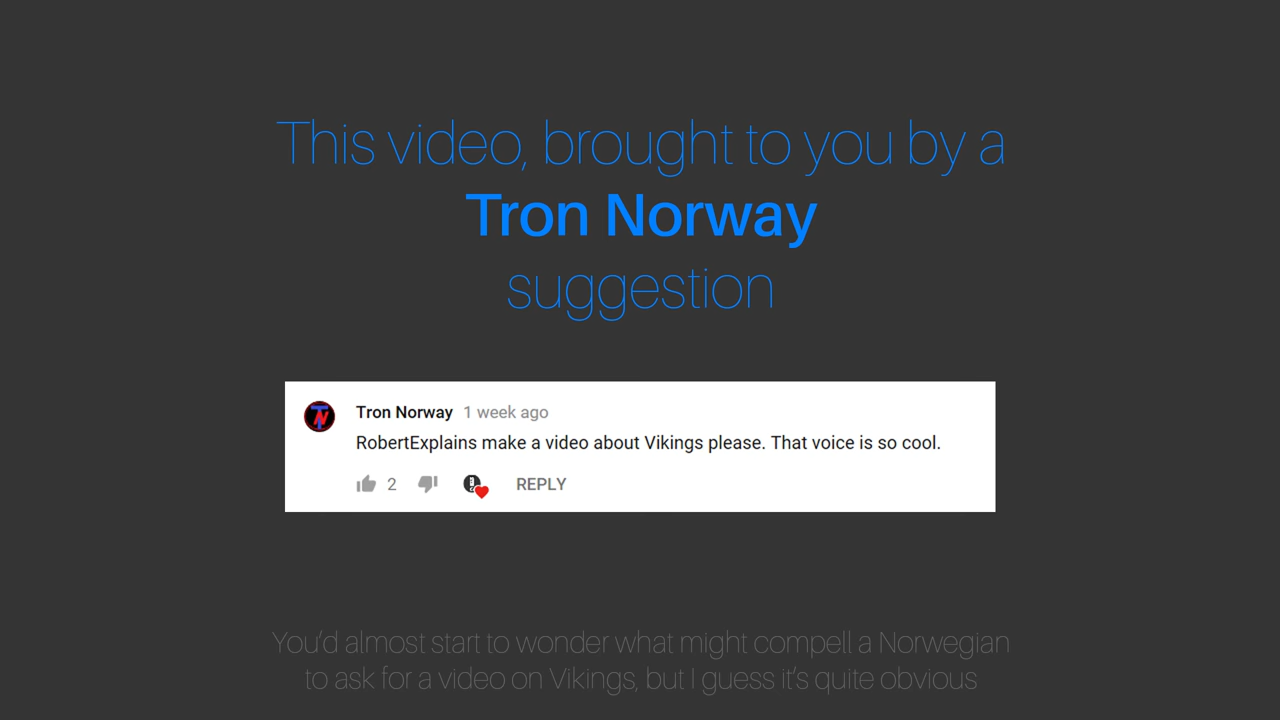 This video, brought to you by a
Tron Norway
suggestion
TN
Tron Norway 1 week ago
RobertExplains make a video about Vikings please. That voice is so cool.
2 REPLY
You'd almost start to wonder what might compell a Norwegian
to ask for a video on Vikings, but I guess it's quite obvious